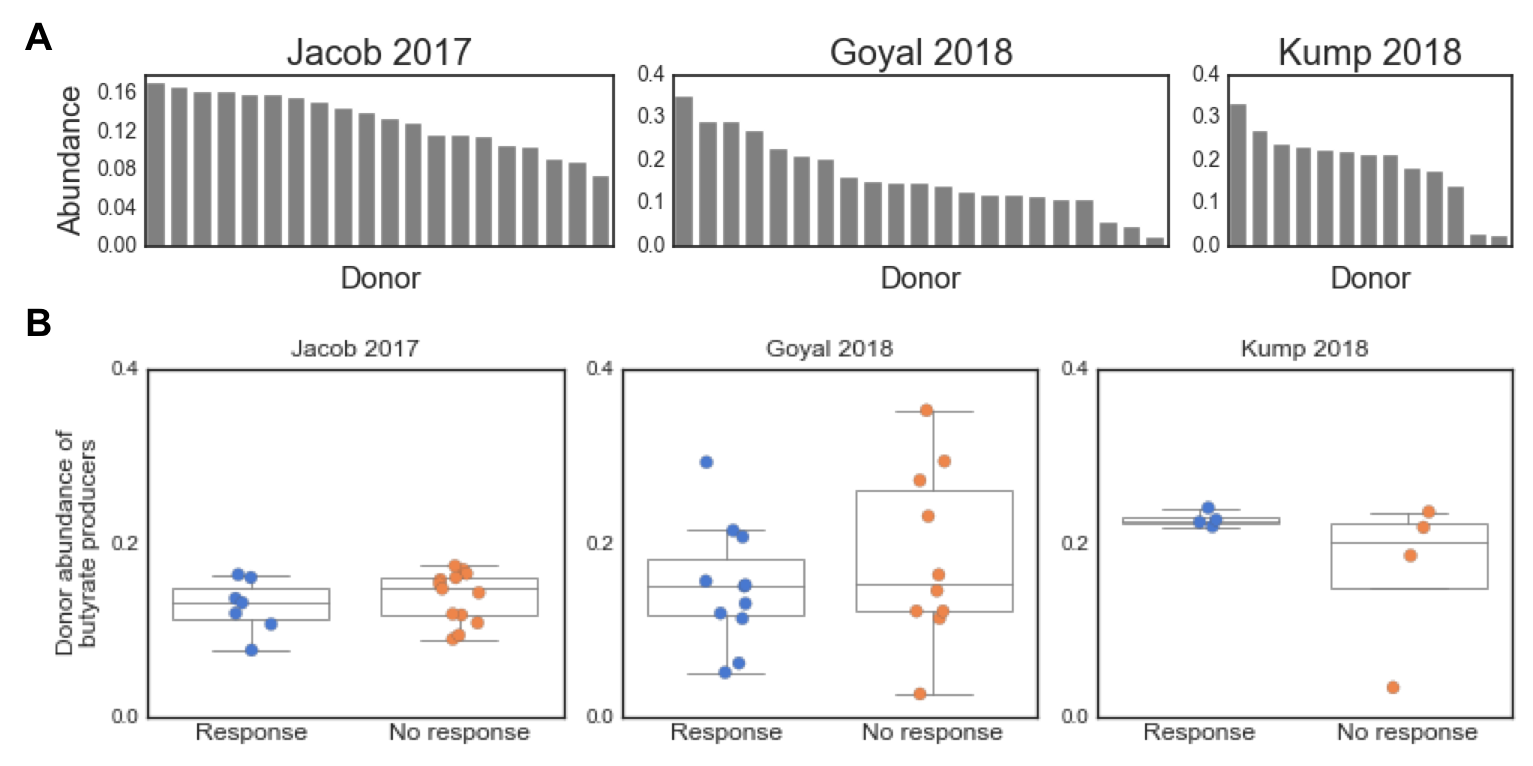 A
Jacob 2017
Goyal 2018
Kump 2018
Abundance
0.16
0.12
0.08
0.04
0.00
0.4
0.3
0.2
0.1
0.0
0.4
0.3
0.2
0.1
0.0
Donor
Donor
Donor
B
Jacob 2017
Goyal 2018
Kump 2018
Donor abundance of
butyrate producers
0.4
0.2
0.0
0.4
0.2
0.0
0.4
0.2
0.0
Response
No response
Response
No response
Response
No response